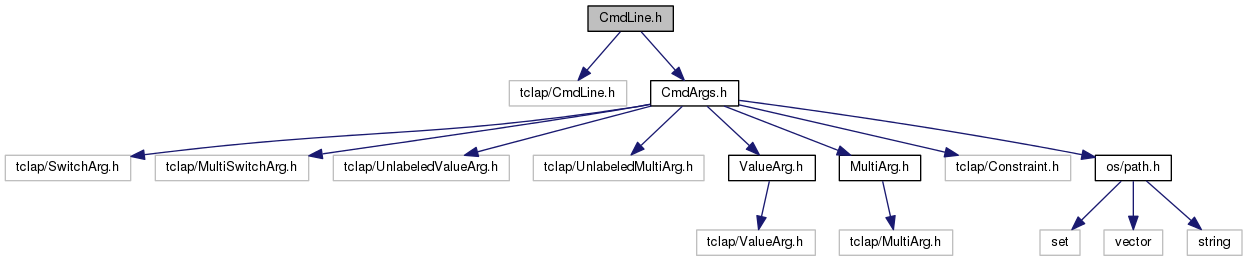 CmdLine.h
tclap/CmdLine.h
CmdArgs.h
tclap/SwitchArg.h
tclap/MultiSwitchArg.h
tclap/UnlabeledValueArg.h
tclap/UnlabeledMultiArg.h
ValueArg.h
MultiArg.h
tclap/Constraint.h
os/path.h
tclap/ValueArg.h
tclap/MultiArg.h
set
vector
string